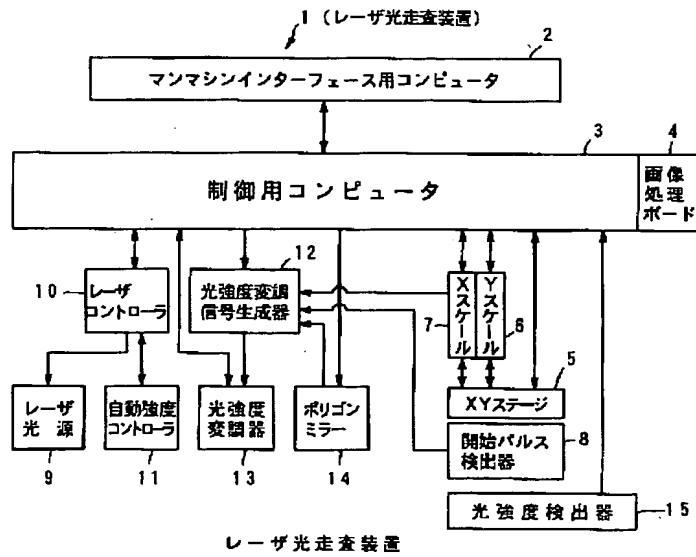 1 (レーザ光走査装置)
2
マンマシンインターフェース用コンピュータ
3
4
制御用コンピュータ
画像
処理
ボード
12
10
レーザ
コントローラ
光強度変調
信号生成器
7
Xスケール
Yスケール
6
5
XYステージ
レーザ
光源
自動強度
コントローラ
光強度
変調器
ポリゴン
ミラー
開始パルス
検出器
8
9
11
13
14
光強度検出器
15
レーザ光走査装置